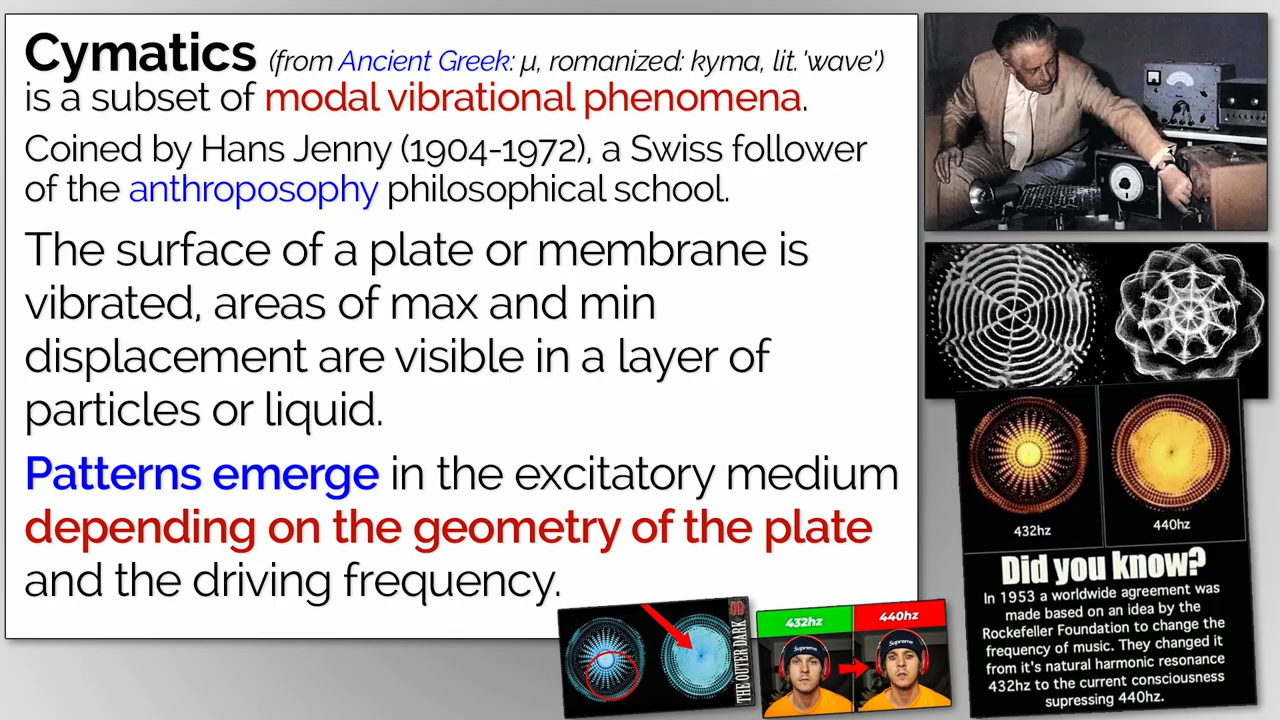 Cymatics (from Ancient Greek: μ, romanized: kyma, lit. 'wave')
is a subset of modal vibrational phenomena.
Coined by Hans Jenny (1904-1972), a Swiss follower
of the anthroposophy philosophical school.
The surface of a plate or membrane is
vibrated, areas of max and min
displacement are visible in a layer of
particles or liquid.
Patterns emerge in the excitatory medium
depending on the geometry of the plate
and the driving frequency.
432hz
440hz
Did you know?
In 1953 a worldwide agreement was
made based on an idea by the
Rockefeller Foundation to change the
frequency of music. They changed it
from it's natural harmonic resonance
432hz to the current consciousness
supressing 440hz.
OD
THE OUTER DARK
432hz
440hz
Supreme
Supreme